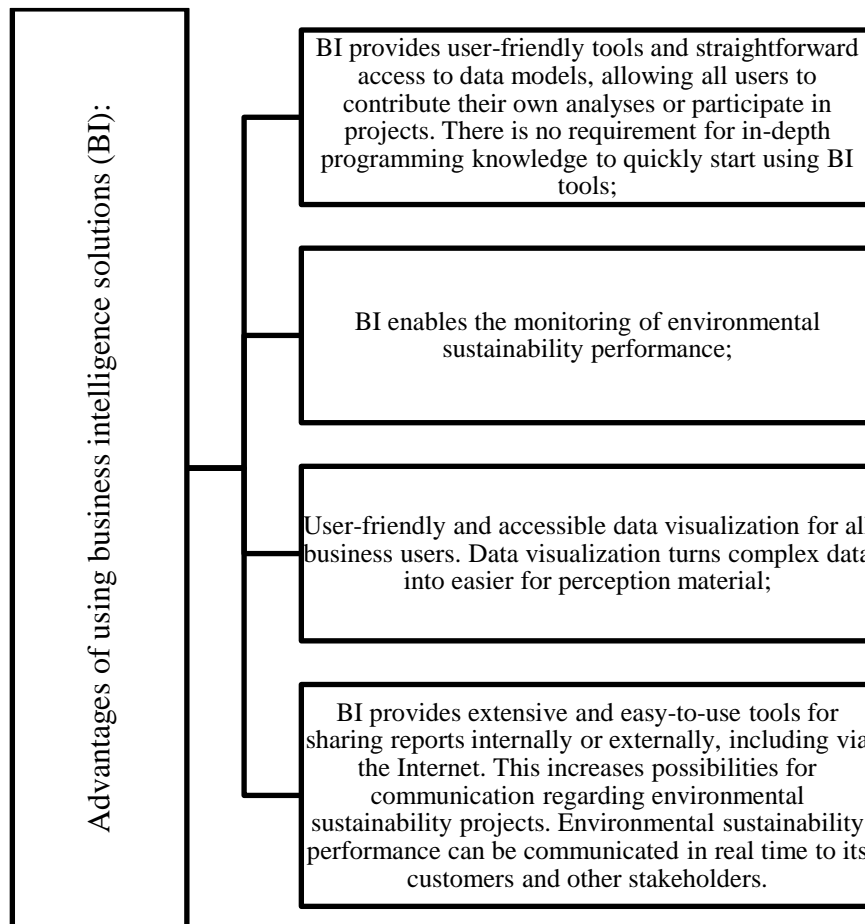 Advantages of using business intelligence solutions (BI):
BI provides user-friendly tools and straightforward
access to data models, allowing all users to
contribute their own analyses or participate in
projects. There is no requirement for in-depth
programming knowledge to quickly start using BI
tools;
BI enables the monitoring of environmental
sustainability performance;
User-friendly and accessible data visualization for all
business users. Data visualization turns complex data
into easier for perception material;
BI provides extensive and easy-to-use tools for
sharing reports internally or externally, including via
the Internet. This increases possibilities for
communication regarding environmental
sustainability projects. Environmental sustainability
performance can be communicated in real time to its
customers and other stakeholders.